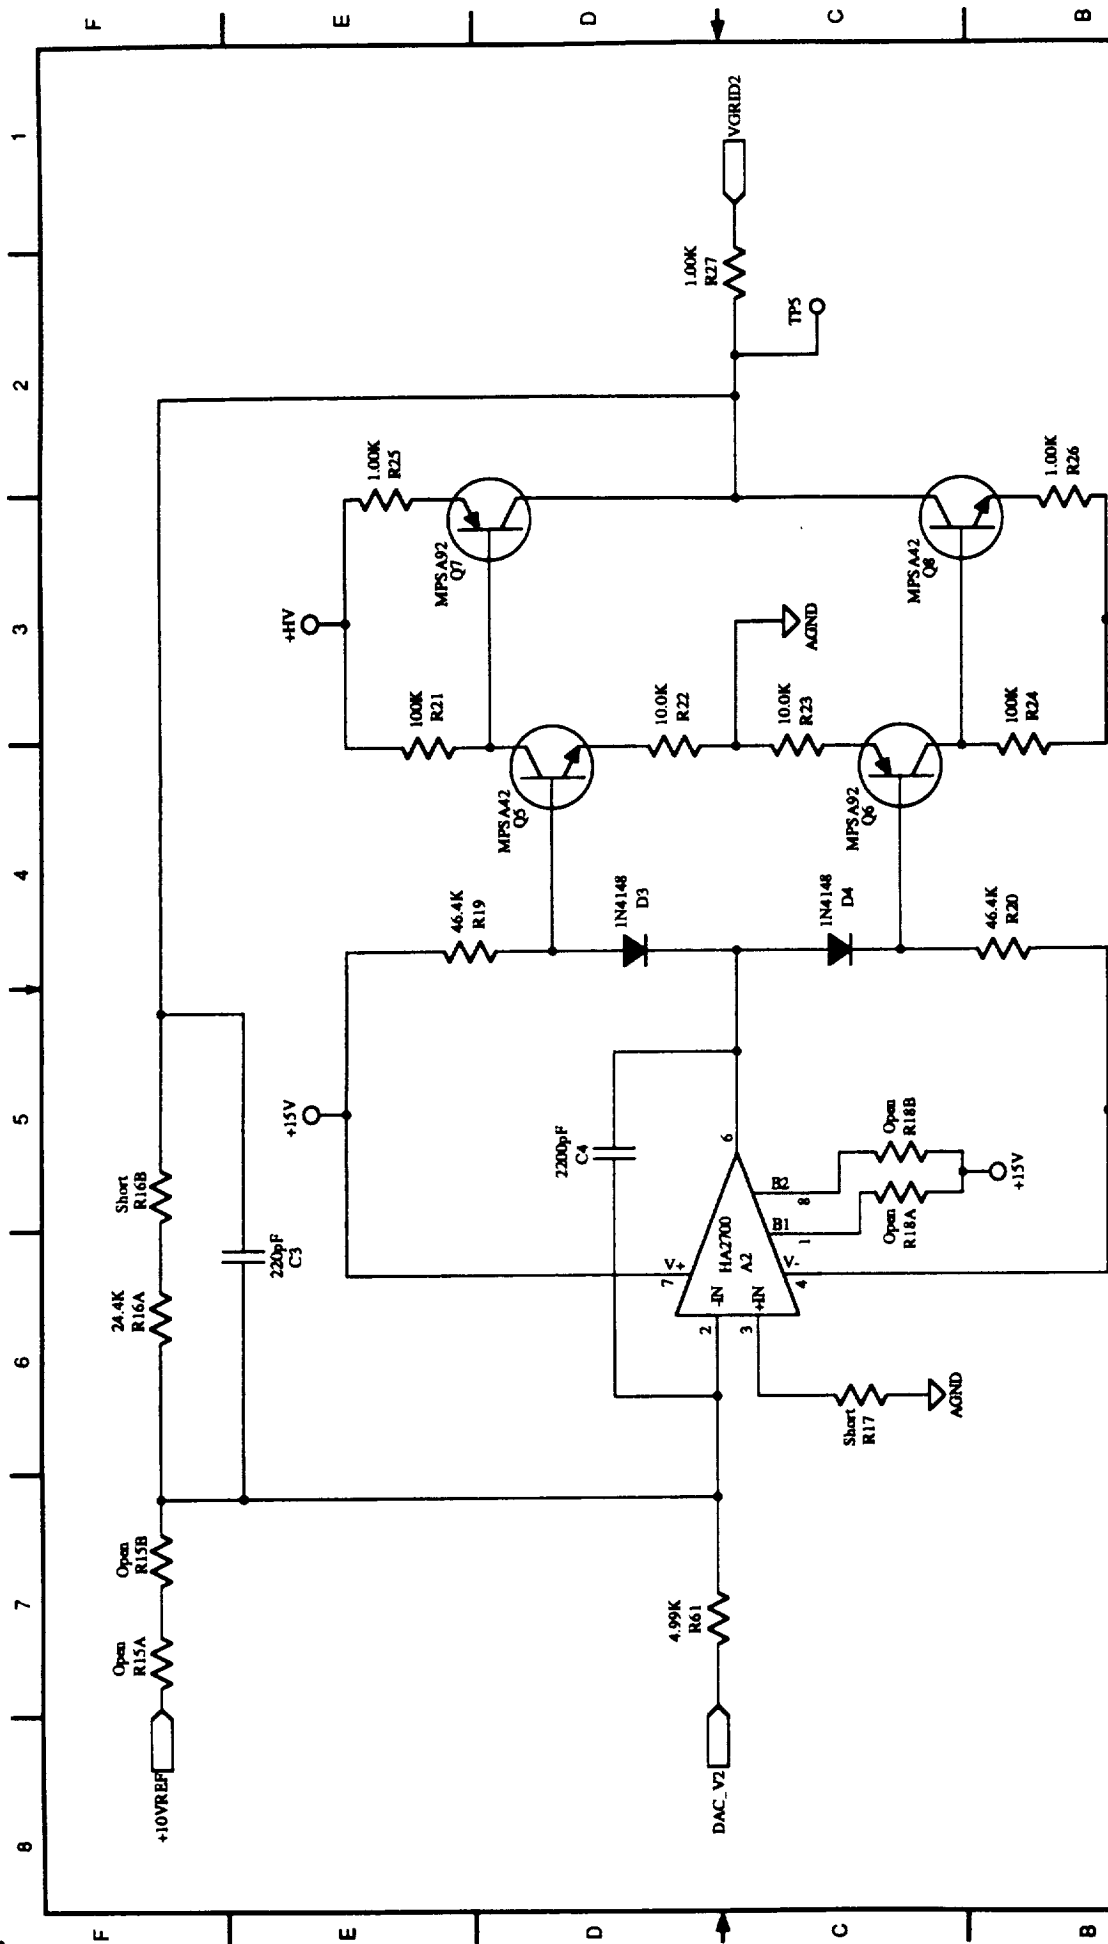 8
7
6
5
4
3
2
1
F
E
D
C
B
F
E
D
C
B
+10VREF
Open
R15A
Open
R15B
24.4K
R16A
Short
R16B
220pF
C3
+15V
+HV
1.00K
R25
MPSA92
Q7
100K
R21
46.4K
R19
MPSA42
Q5
10.0K
R22
1N4148
D3
2200pF
C4
DAC_V2
4.99K
R61
7
V+
2
-IN
HA2700
A2
6
3
+IN
4
V-
B1
1
B2
8
Short
R17
AGND
Open
R18A
Open
R18B
+15V
1N4148
D4
46.4K
R20
MPSA92
Q6
10.0K
R23
AGND
100K
R24
MPSA42
Q8
1.00K
R26
1.00K
R27
TP5
VGRID2